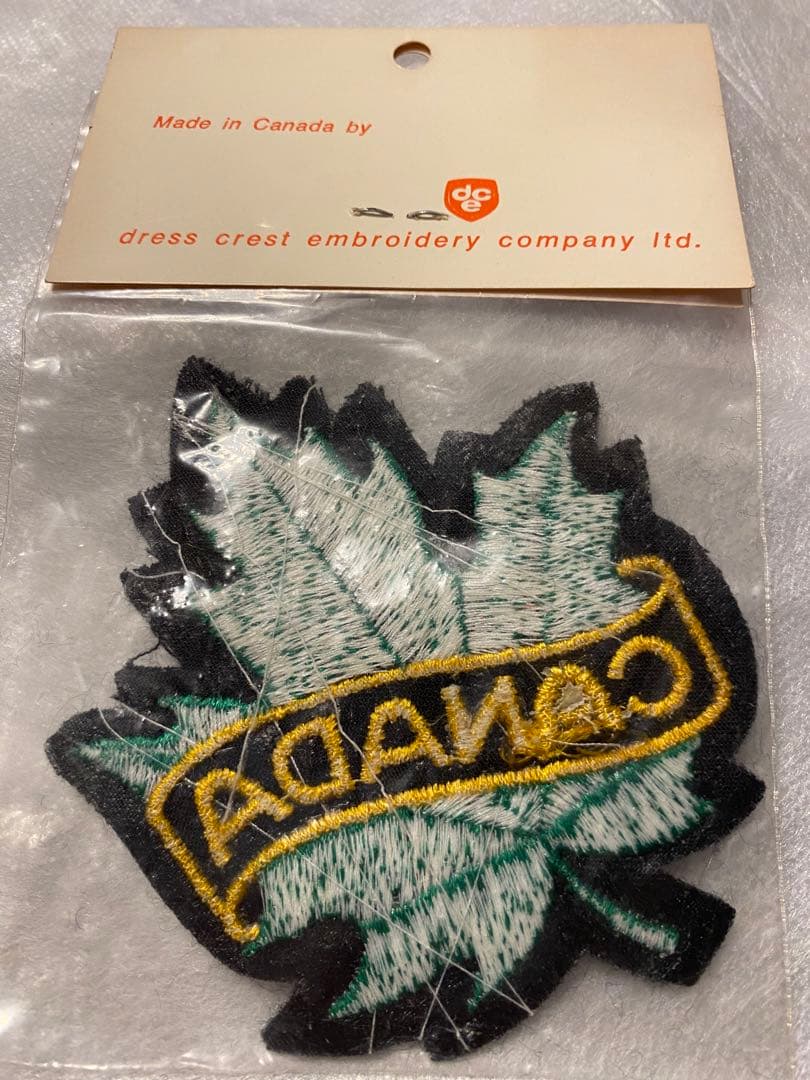 Made in Canada by
dce
dress crest embroidery company ltd.
CANADA